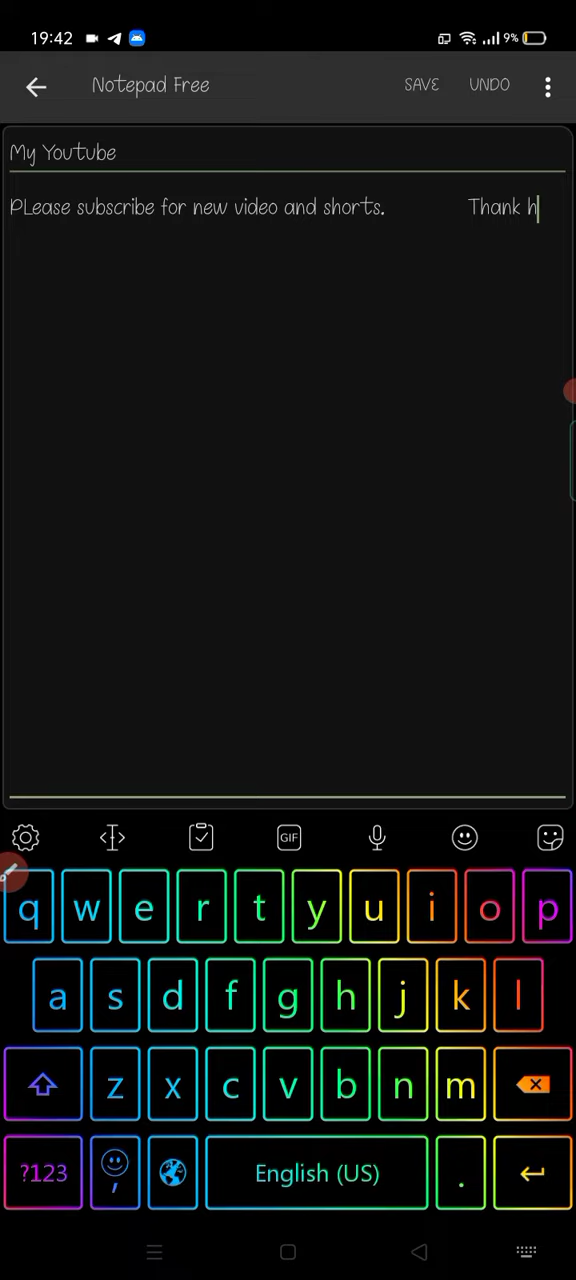 19:42 9%
Notepad Free SAVE UNDO
My Youtube
PLease subscribe for new video and shorts. Thank h
GIF
q w e r t y u i o p
a s d f g h j k l
z x c v b n m
?123 , English (US) .